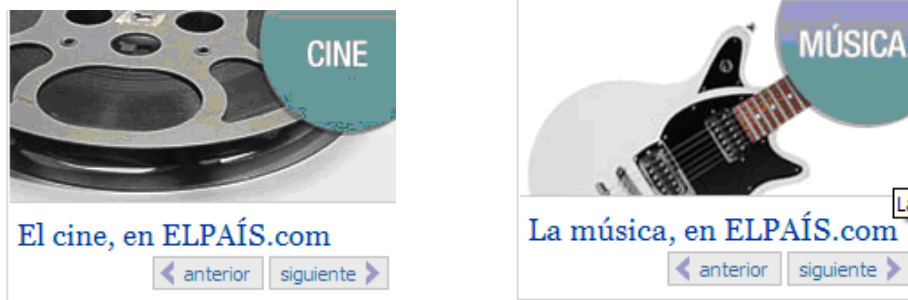 CINE
El cine, en ELPAÍS.com
anterior siguiente
MÚSICA
La música, en ELPAÍS.com
anterior siguiente